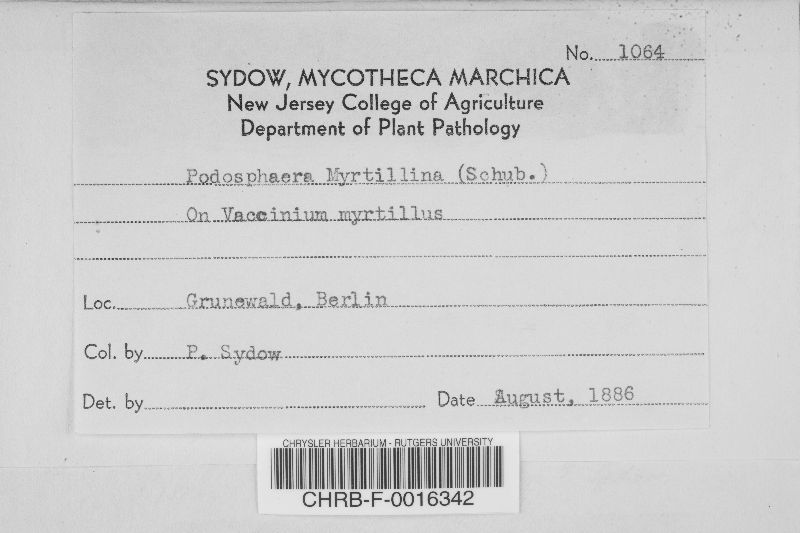 No. 1064
SYDOW, MYCOTHECA MARCHICA
New Jersey College of Agriculture
Department of Plant Pathology
Podosphaera Myrtillina (Schub.)
On Vaccinium myrtillus
Loc. Grunewald, Berlin
Col. by P. Sydow
Det. by
Date August, 1886
CHRYSLER HERBARIUM - RUTGERS UNIVERSITY
CHRB-F-0016342